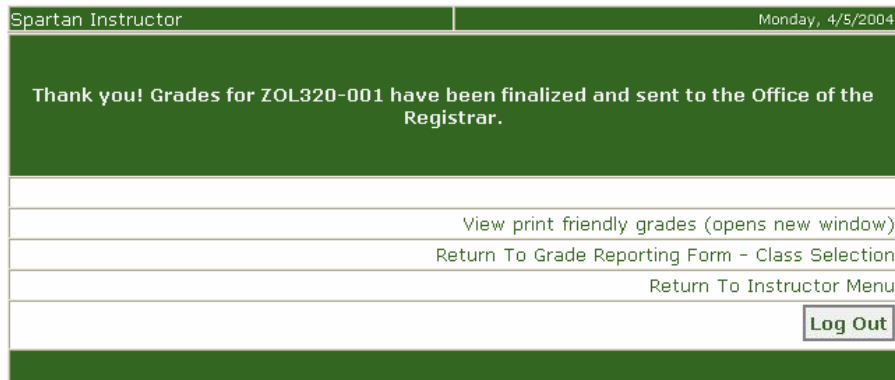 Spartan Instructor
Monday, 4/5/2004
Thank you! Grades for ZOL320-001 have been finalized and sent to the Office of the
Registrar.
View print friendly grades (opens new window)
Return To Grade Reporting Form - Class Selection
Return To Instructor Menu
Log Out